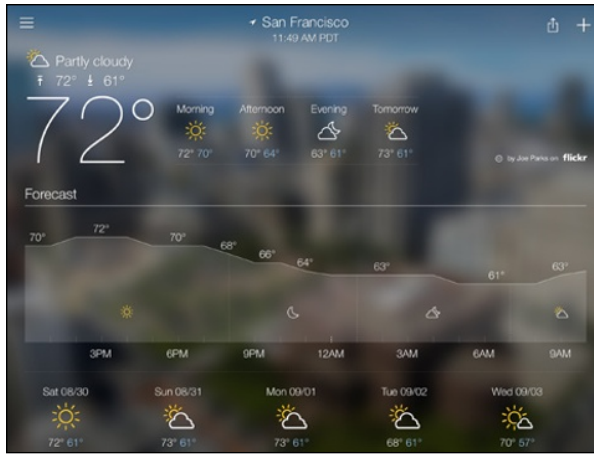 San Francisco
11:49 AM PDT
Partly cloudy
72° 61°
72°
Morning Afternoon Evening Tomorrow
72° 70° 70° 64° 63° 61° 73° 61°
© by Joe Parks on flickr
Forecast
70° 72° 70° 68° 66° 64° 63° 61° 63°
3PM 6PM 9PM 12AM 3AM 6AM 9AM
Sat 08/30 Sun 08/31 Mon 09/01 Tue 09/02 Wed 09/03
72° 61° 73° 61° 73° 61° 68° 61° 70° 57°